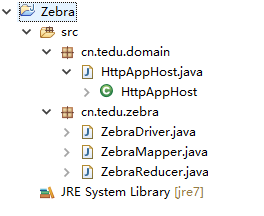 Zebra
src
cn.tedu.domain
HttpAppHost.java
HttpAppHost
cn.tedu.zebra
ZebraDriver.java
ZebraMapper.java
ZebraReducer.java
JRE System Library [jre7]